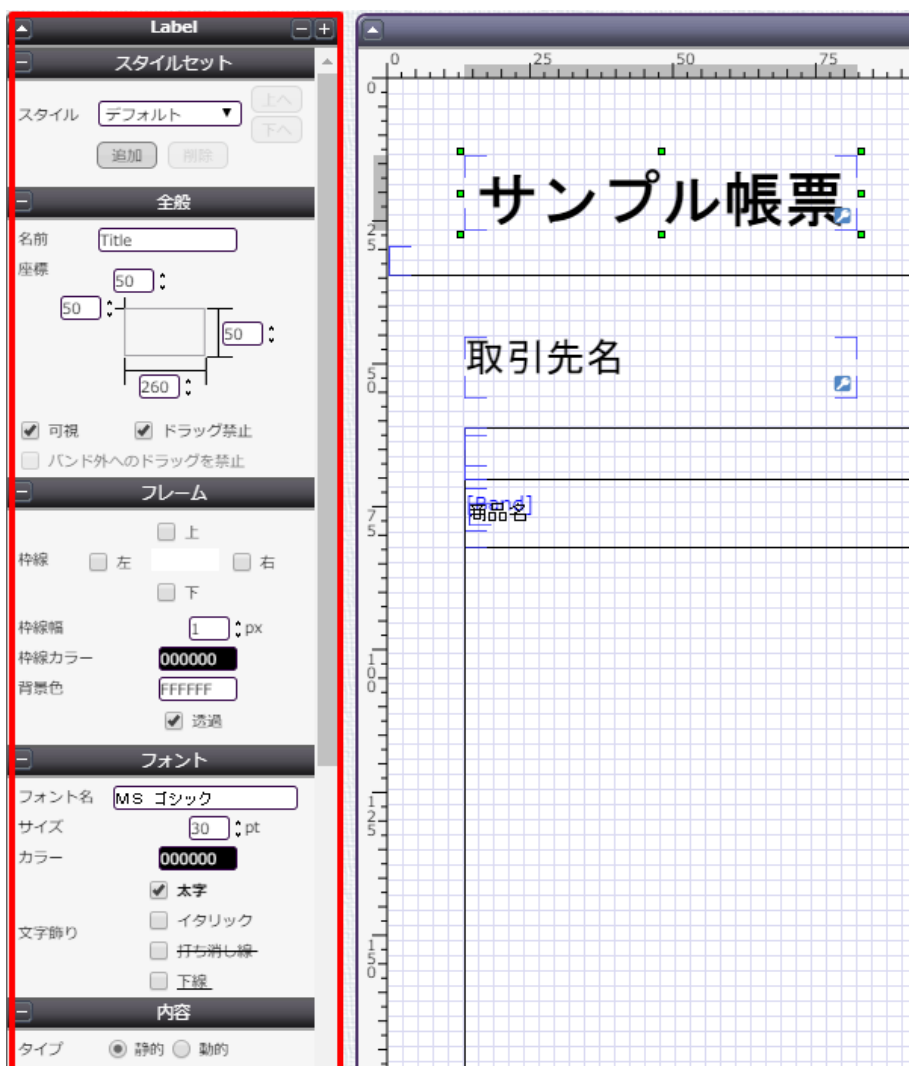 Label
スタイルセット
スタイル デフォルト 上へ
下へ
追加 削除
全般
名前 Title
座標
50
50
50
260
可視 ドラッグ禁止
バンド外へのドラッグを禁止
フレーム
上
枠線 左 右
下
枠線幅 1 px
枠線カラー 000000
背景色 FFFFFF
透過
フォント
フォント名 MS ゴシック
サイズ 30 pt
カラー 000000
太字
イタリック
文字飾り
打ち消し線
下線
内容
タイプ 静的 動的
0 25 50 75
0
25
50
75
100
125
150
サンプル帳票
取引先名
[Band]
商品名